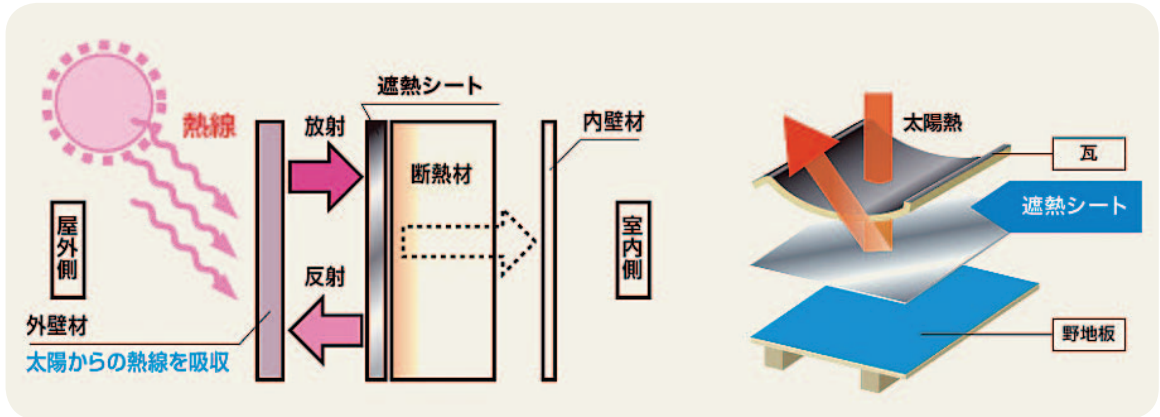 熱線
屋外側
外壁材
太陽からの熱線を吸収
放射
反射
遮熱シート
断熱材
内壁材
室内側
太陽熱
瓦
遮熱シート
野地板